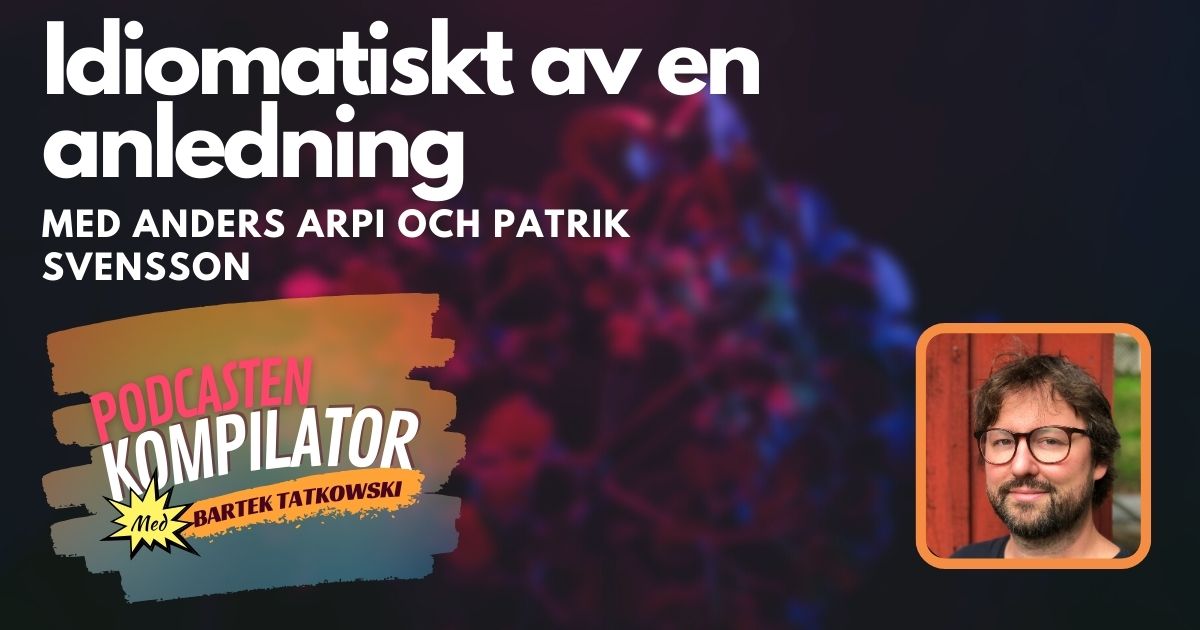 Idiomatiskt av en
anledning
MED ANDERS ARPI OCH PATRIK
SVENSSON
PODCASTEN
KOMPILATOR
Med
BARTEK TATKOWSKI